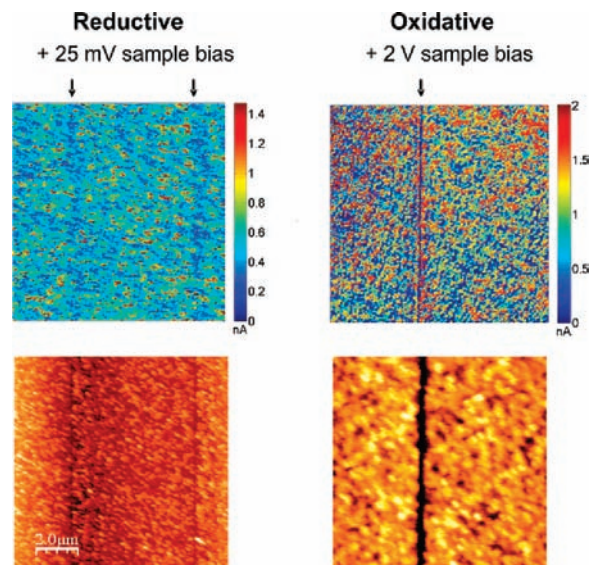 Reductive
+ 25 mV sample bias
Oxidative
+ 2 V sample bias
1.4
1.2
1
0.8
0.6
0.4
0.2
0
nA
2
1.5
1
0.5
0
nA
2.0µm